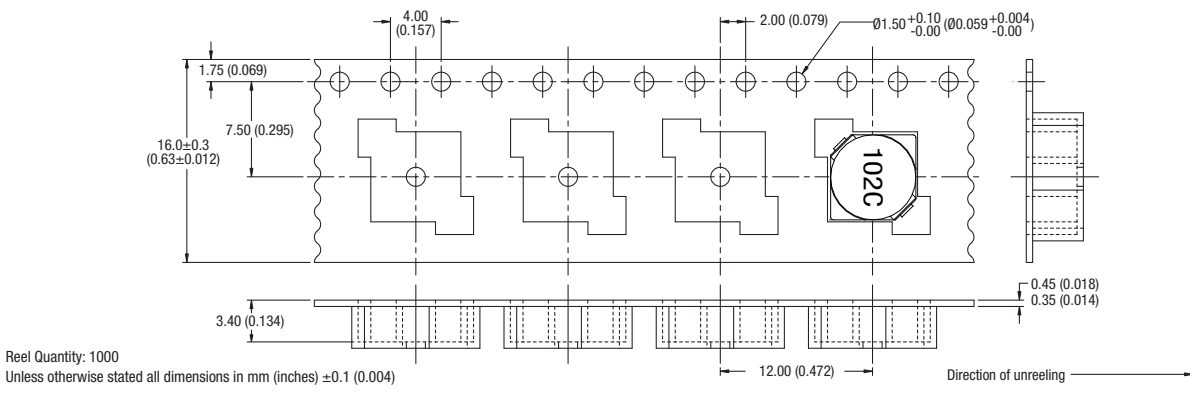 4.00
(0.157)
2.00 (0.079)
Ø1.50 +0.10 -0.00 (Ø0.059 +0.004 -0.00)
1.75 (0.069)
7.50 (0.295)
16.0±0.3
(0.63±0.012)
102C
0.45 (0.018)
0.35 (0.014)
3.40 (0.134)
12.00 (0.472)
Reel Quantity: 1000
Unless otherwise stated all dimensions in mm (inches) ±0.1 (0.004)
Direction of unreeling